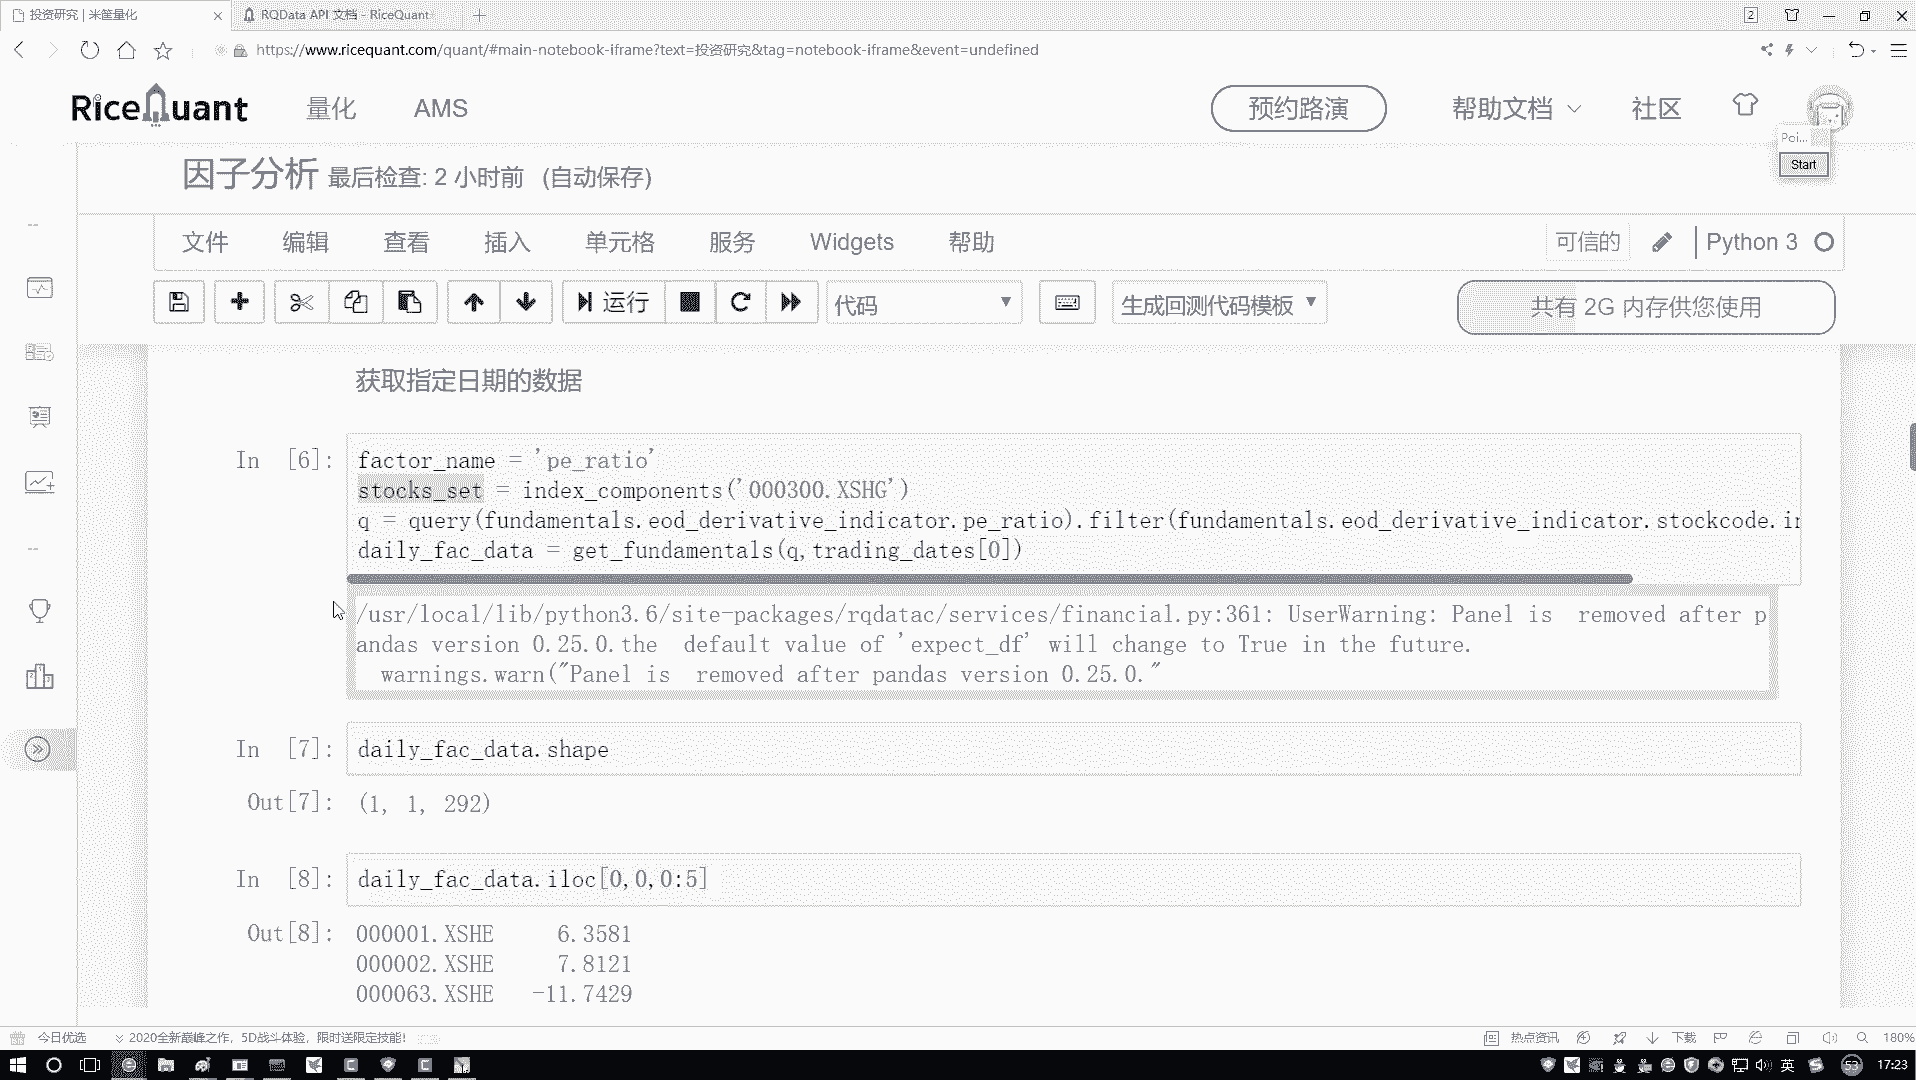 投资研究 | 米筐量化
RQData API 文档 - RiceQuant
2
https://www.ricequant.com/quant/#main-notebook-iframe?text=投资研究&tag=notebook-iframe&event=undefined
RiceQuant 量化 AMS 预约路演 帮助文档 社区
Poi...
Start
因子分析 最后检查: 2 小时前 (自动保存)
文件 编辑 查看 插入 单元格 服务 Widgets 帮助 可信的 Python 3
运行 代码 生成回测代码模板 共有 2G 内存供您使用
获取指定日期的数据
In [6]: factor_name = 'pe_ratio'
stocks_set = index_components('000300.XSHG')
q = query(fundamentals.eod_derivative_indicator.pe_ratio).filter(fundamentals.eod_derivative_indicator.stockcode.in
daily_fac_data = get_fundamentals(q,trading_dates[0])
/usr/local/lib/python3.6/site-packages/rqdatac/services/financial.py:361: UserWarning: Panel is  removed after p
andas version 0.25.0.the  default value of 'expect_df' will change to True in the future.
warnings.warn("Panel is  removed after pandas version 0.25.0."
In [7]: daily_fac_data.shape
Out[7]: (1, 1, 292)
In [8]: daily_fac_data.iloc[0,0,0:5]
Out[8]: 000001.XSHE 6.3581
000002.XSHE 7.8121
000063.XSHE -11.7429
今日优选 2020全新巅峰之作，5D战斗体验，限时送限定技能！ 热点资讯 下载 180%
英 53 17:23